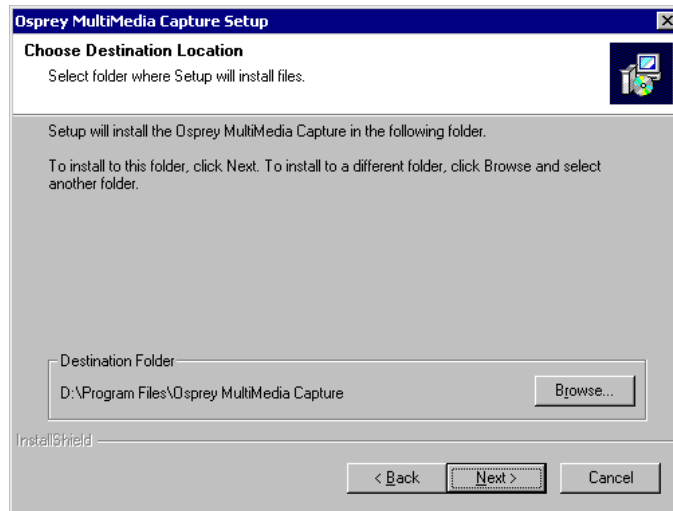 Osprey MultiMedia Capture Setup
Choose Destination Location
Select folder where Setup will install files.
Setup will install the Osprey MultiMedia Capture in the following folder.
To install to this folder, click Next. To install to a different folder, click Browse and select
another folder.
Destination Folder
D:\Program Files\Osprey MultiMedia Capture
Browse...
InstallShield
< Back
Next >
Cancel